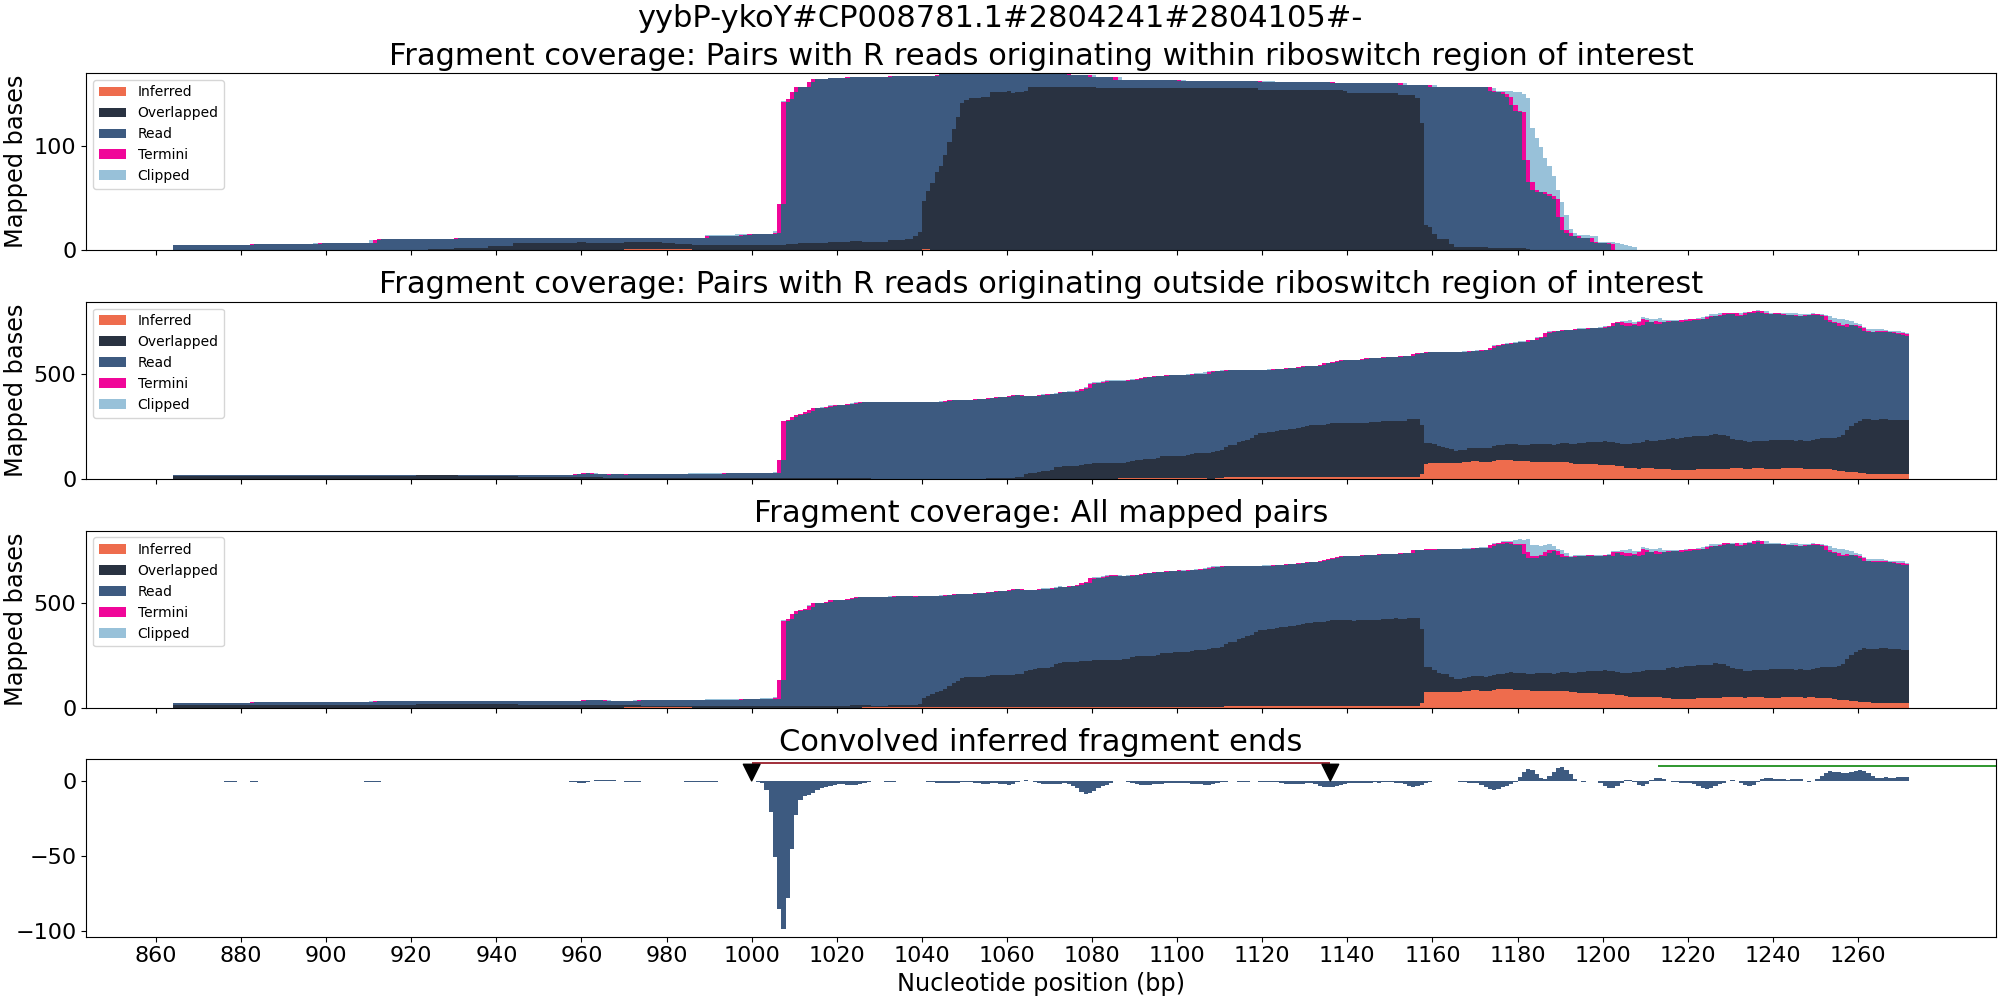 yybP-ykoY#CP008781.1#2804241#2804105#-
Fragment coverage: Pairs with R reads originating within riboswitch region of interest
Mapped bases
100
0
Inferred
Overlapped
Read
Termini
Clipped
Fragment coverage: Pairs with R reads originating outside riboswitch region of interest
Mapped bases
500
0
Inferred
Overlapped
Read
Termini
Clipped
Fragment coverage: All mapped pairs
Mapped bases
500
0
Inferred
Overlapped
Read
Termini
Clipped
Convolved inferred fragment ends
0
−50
−100
860 880 900 920 940 960 980 1000 1020 1040 1060 1080 1100 1120 1140 1160 1180 1200 1220 1240 1260
Nucleotide position (bp)